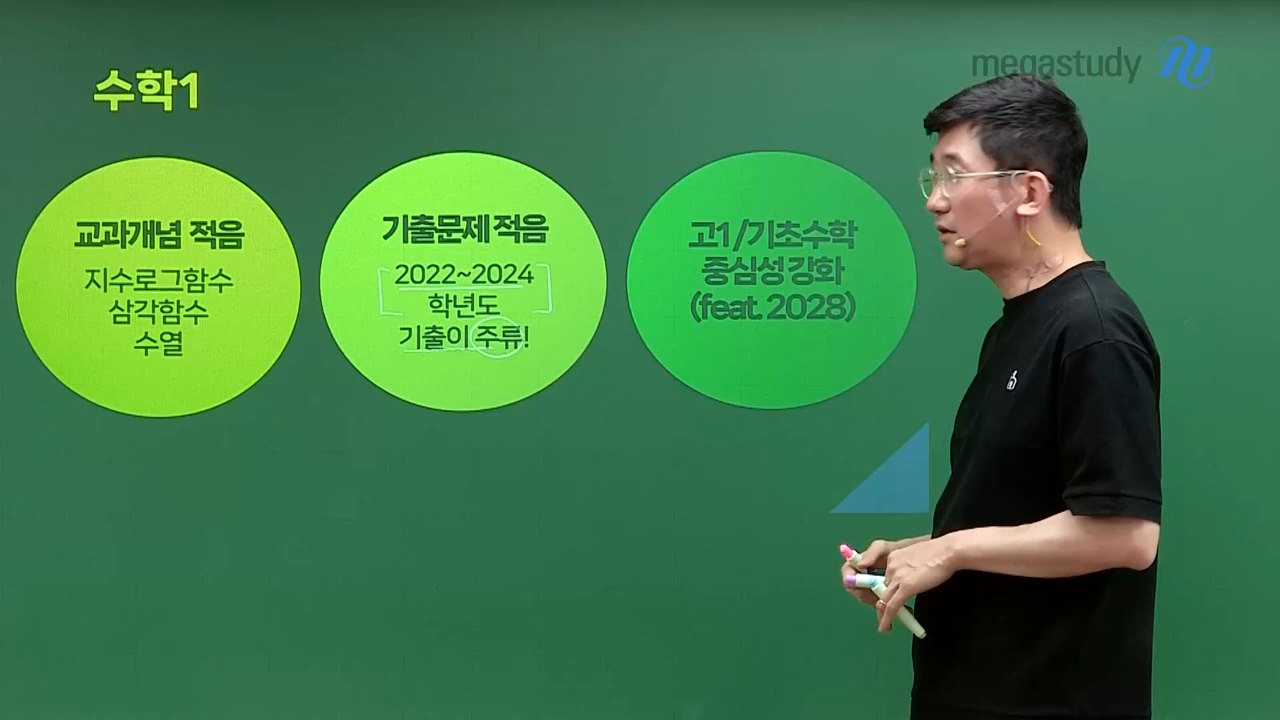 megastudy
수학1
교과개념 적음
지수로그함수
삼각함수
수열
기출문제 적음
2022~2024
학년도
기출이 주류!
고1/기초수학
중심성 강화
(feat. 2028)